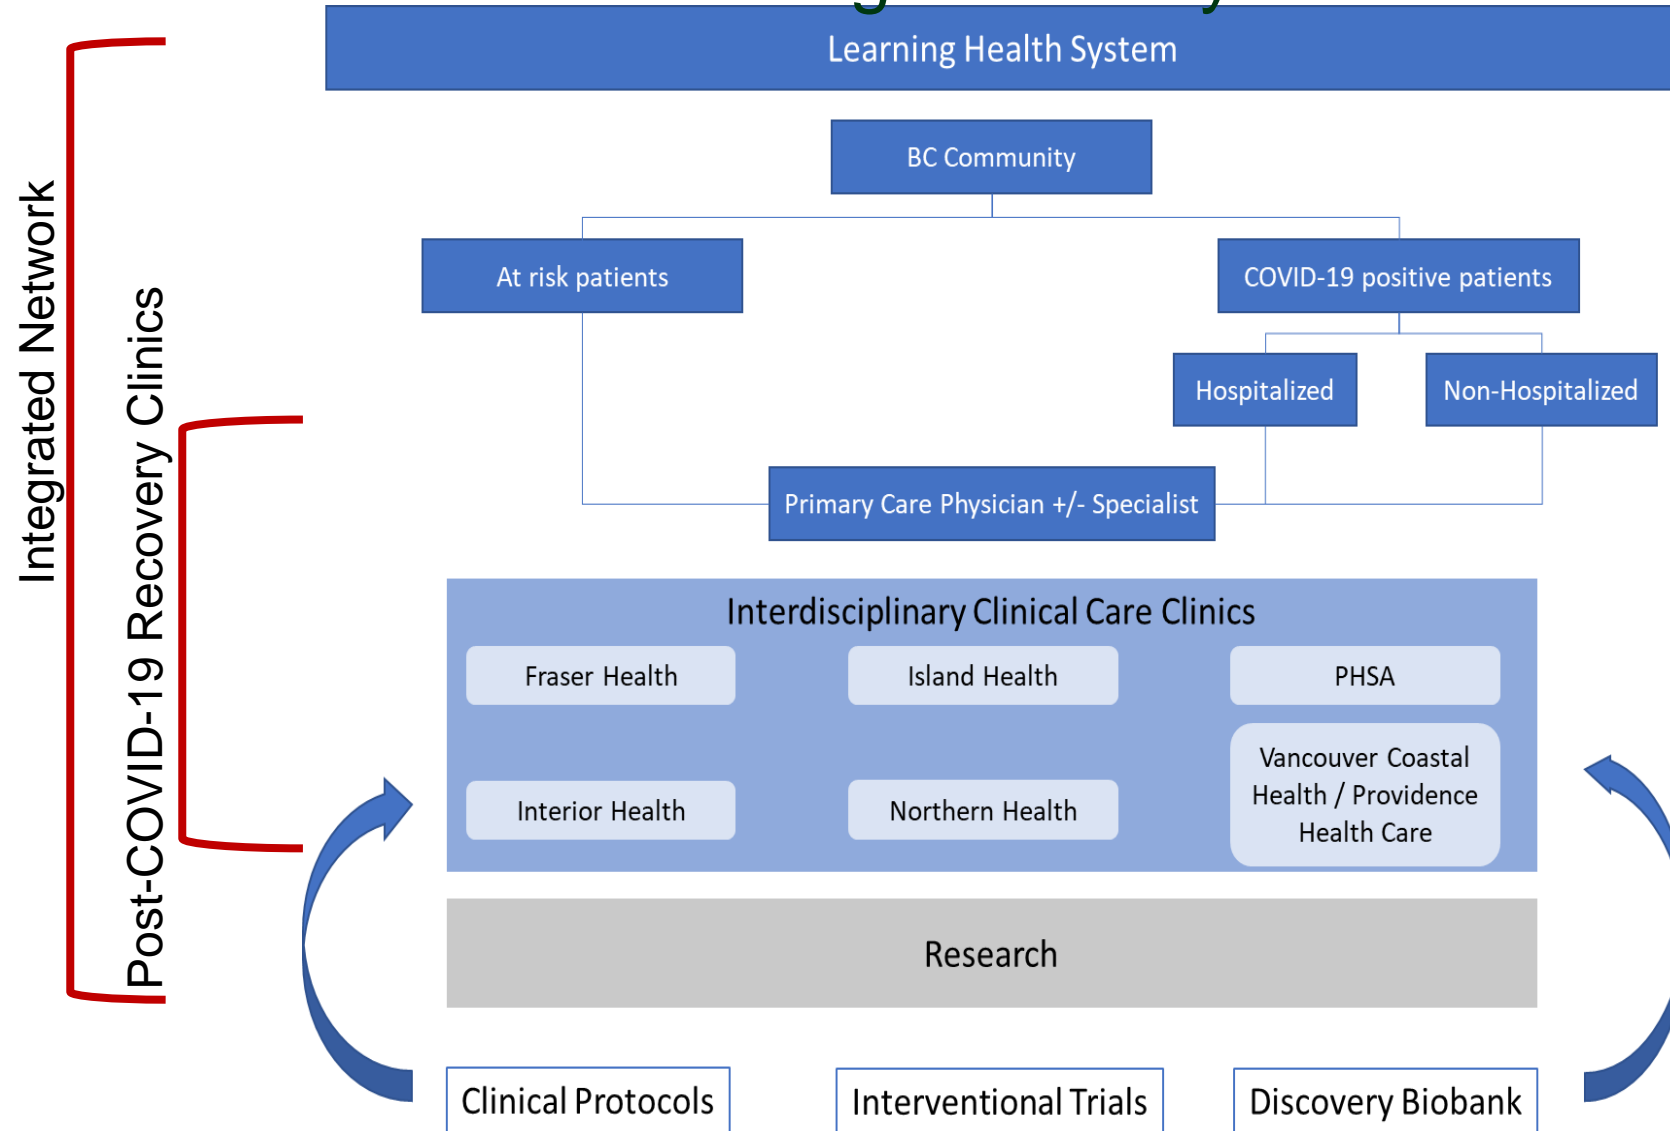 Learning Health System
BC Community
At risk patients
COVID-19 positive patients
Hospitalized
Non-Hospitalized
Primary Care Physician +/- Specialist
Interdisciplinary Clinical Care Clinics
Fraser Health
Island Health
PHSA
Interior Health
Northern Health
Vancouver Coastal
Health / Providence
Health Care
Research
Clinical Protocols
Interventional Trials
Discovery Biobank
Integrated Network
Post-COVID-19 Recovery Clinics